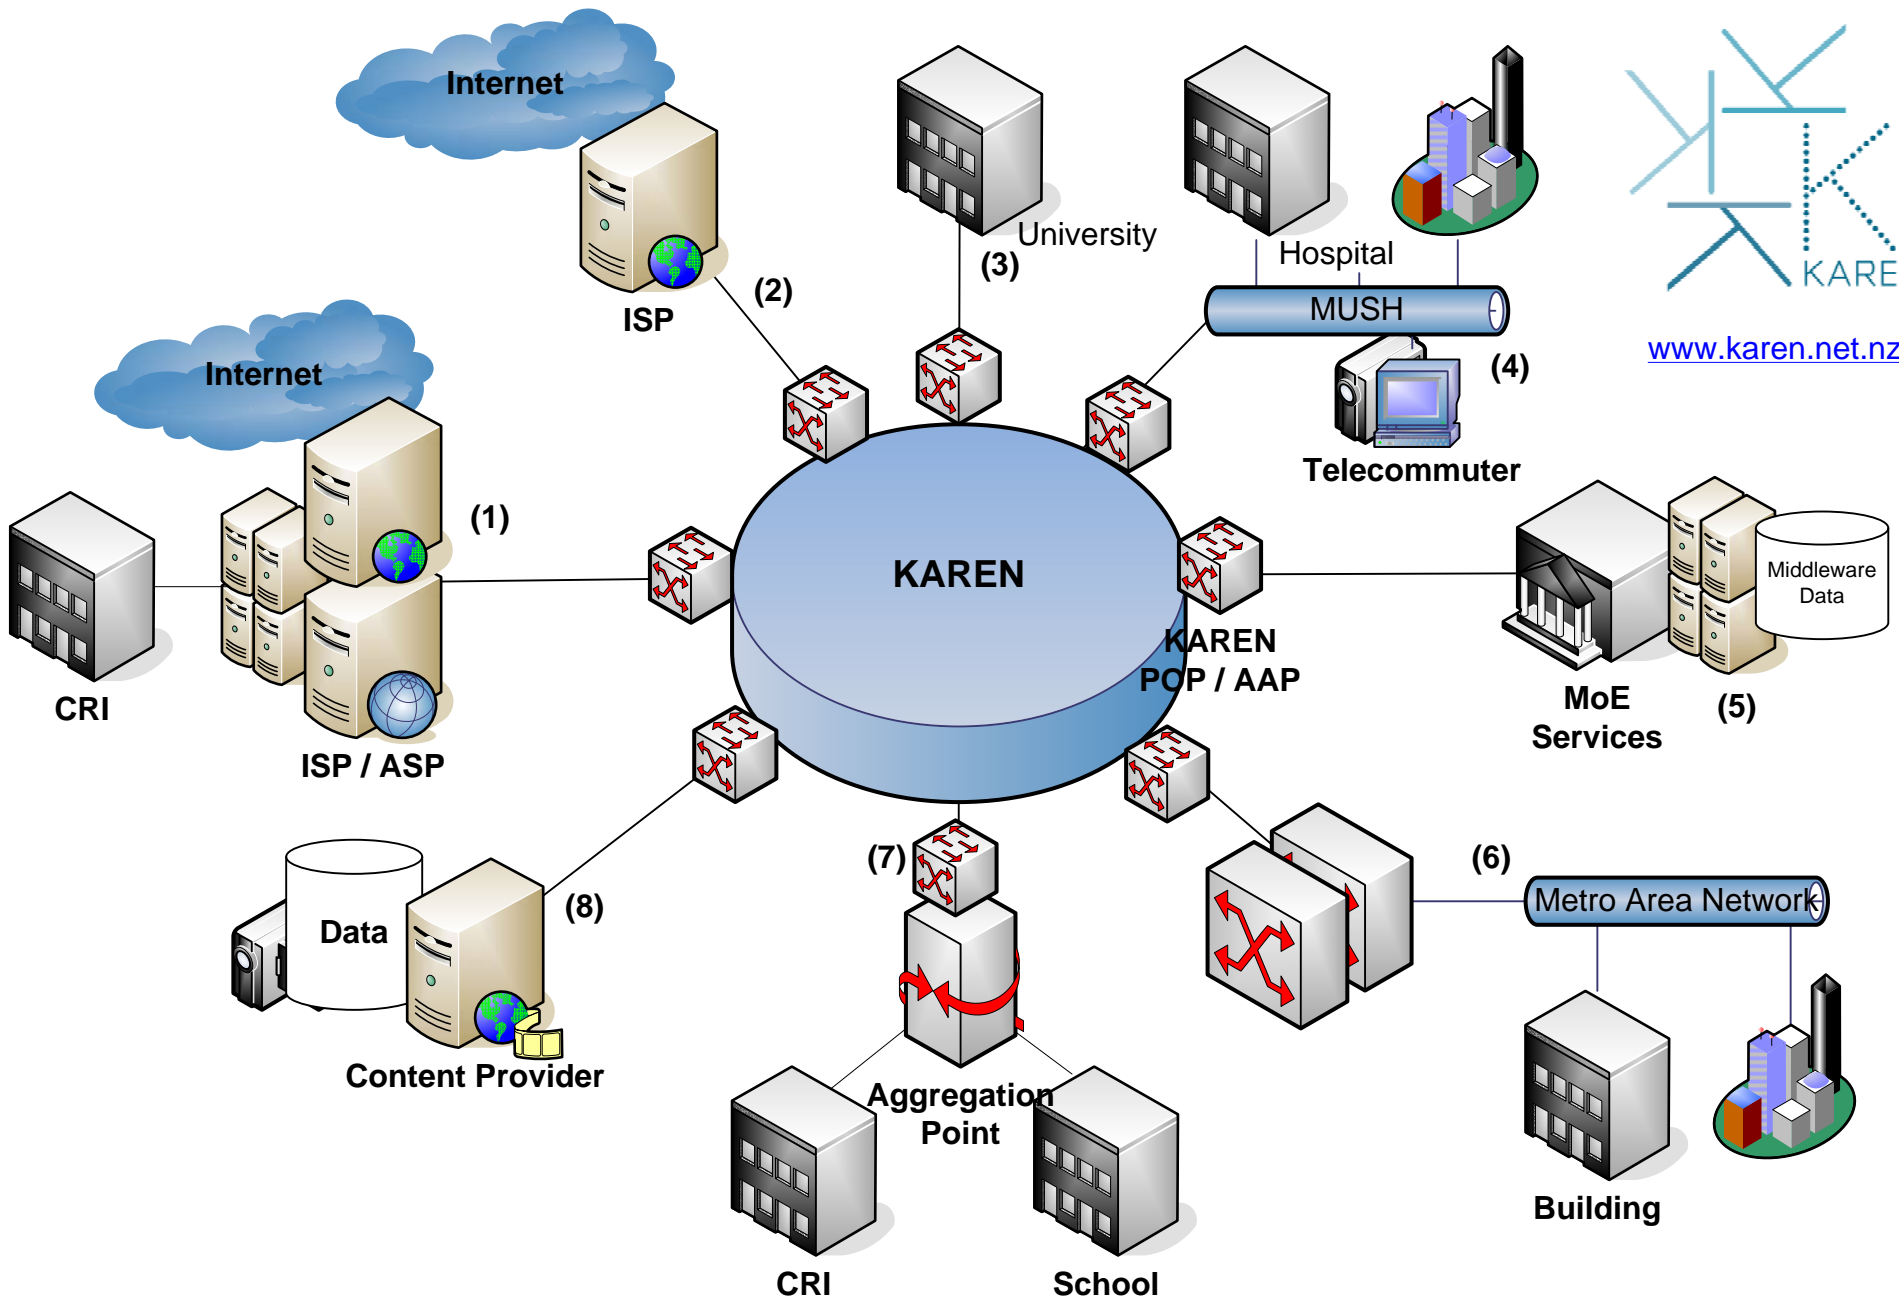 Internet
ISP
(2)
University
(3)
Hospital
MUSH
(4)
Telecommuter
KARE
www.karen.net.nz
Internet
(1)
CRI
ISP / ASP
KAREN
KAREN
POP / AAP
Middleware
Data
MoE
Services
(5)
(6)
Metro Area Network
Building
(7)
Aggregation
Point
CRI
School
(8)
Data
Content Provider